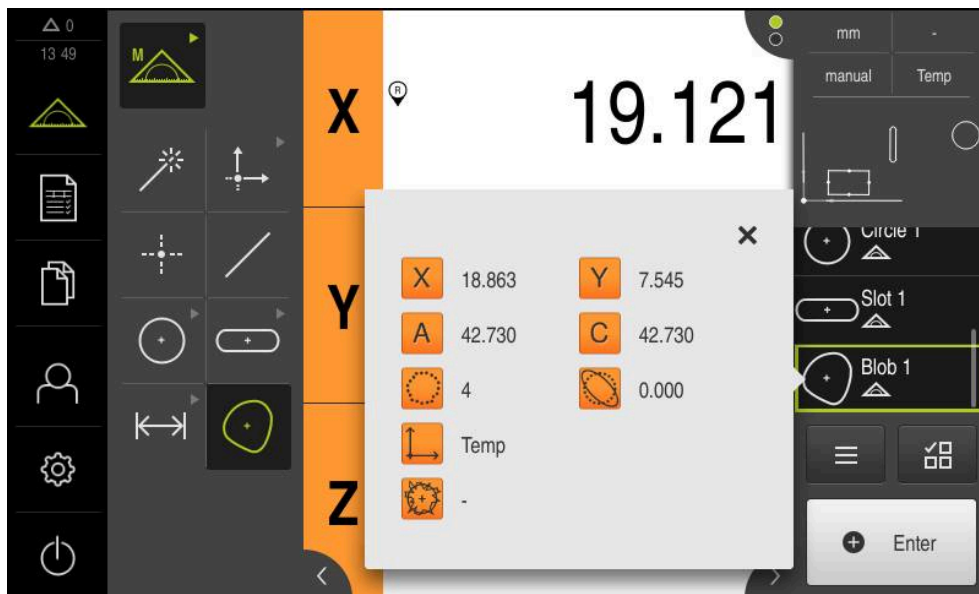 0
13 49
M
X
R
19.121
mm
-
manual
Temp
Circle 1
Slot 1
Blob 1
Y
Z
X 18.863 Y 7.545
A 42.730 C 42.730
4 0.000
Temp
-
Enter